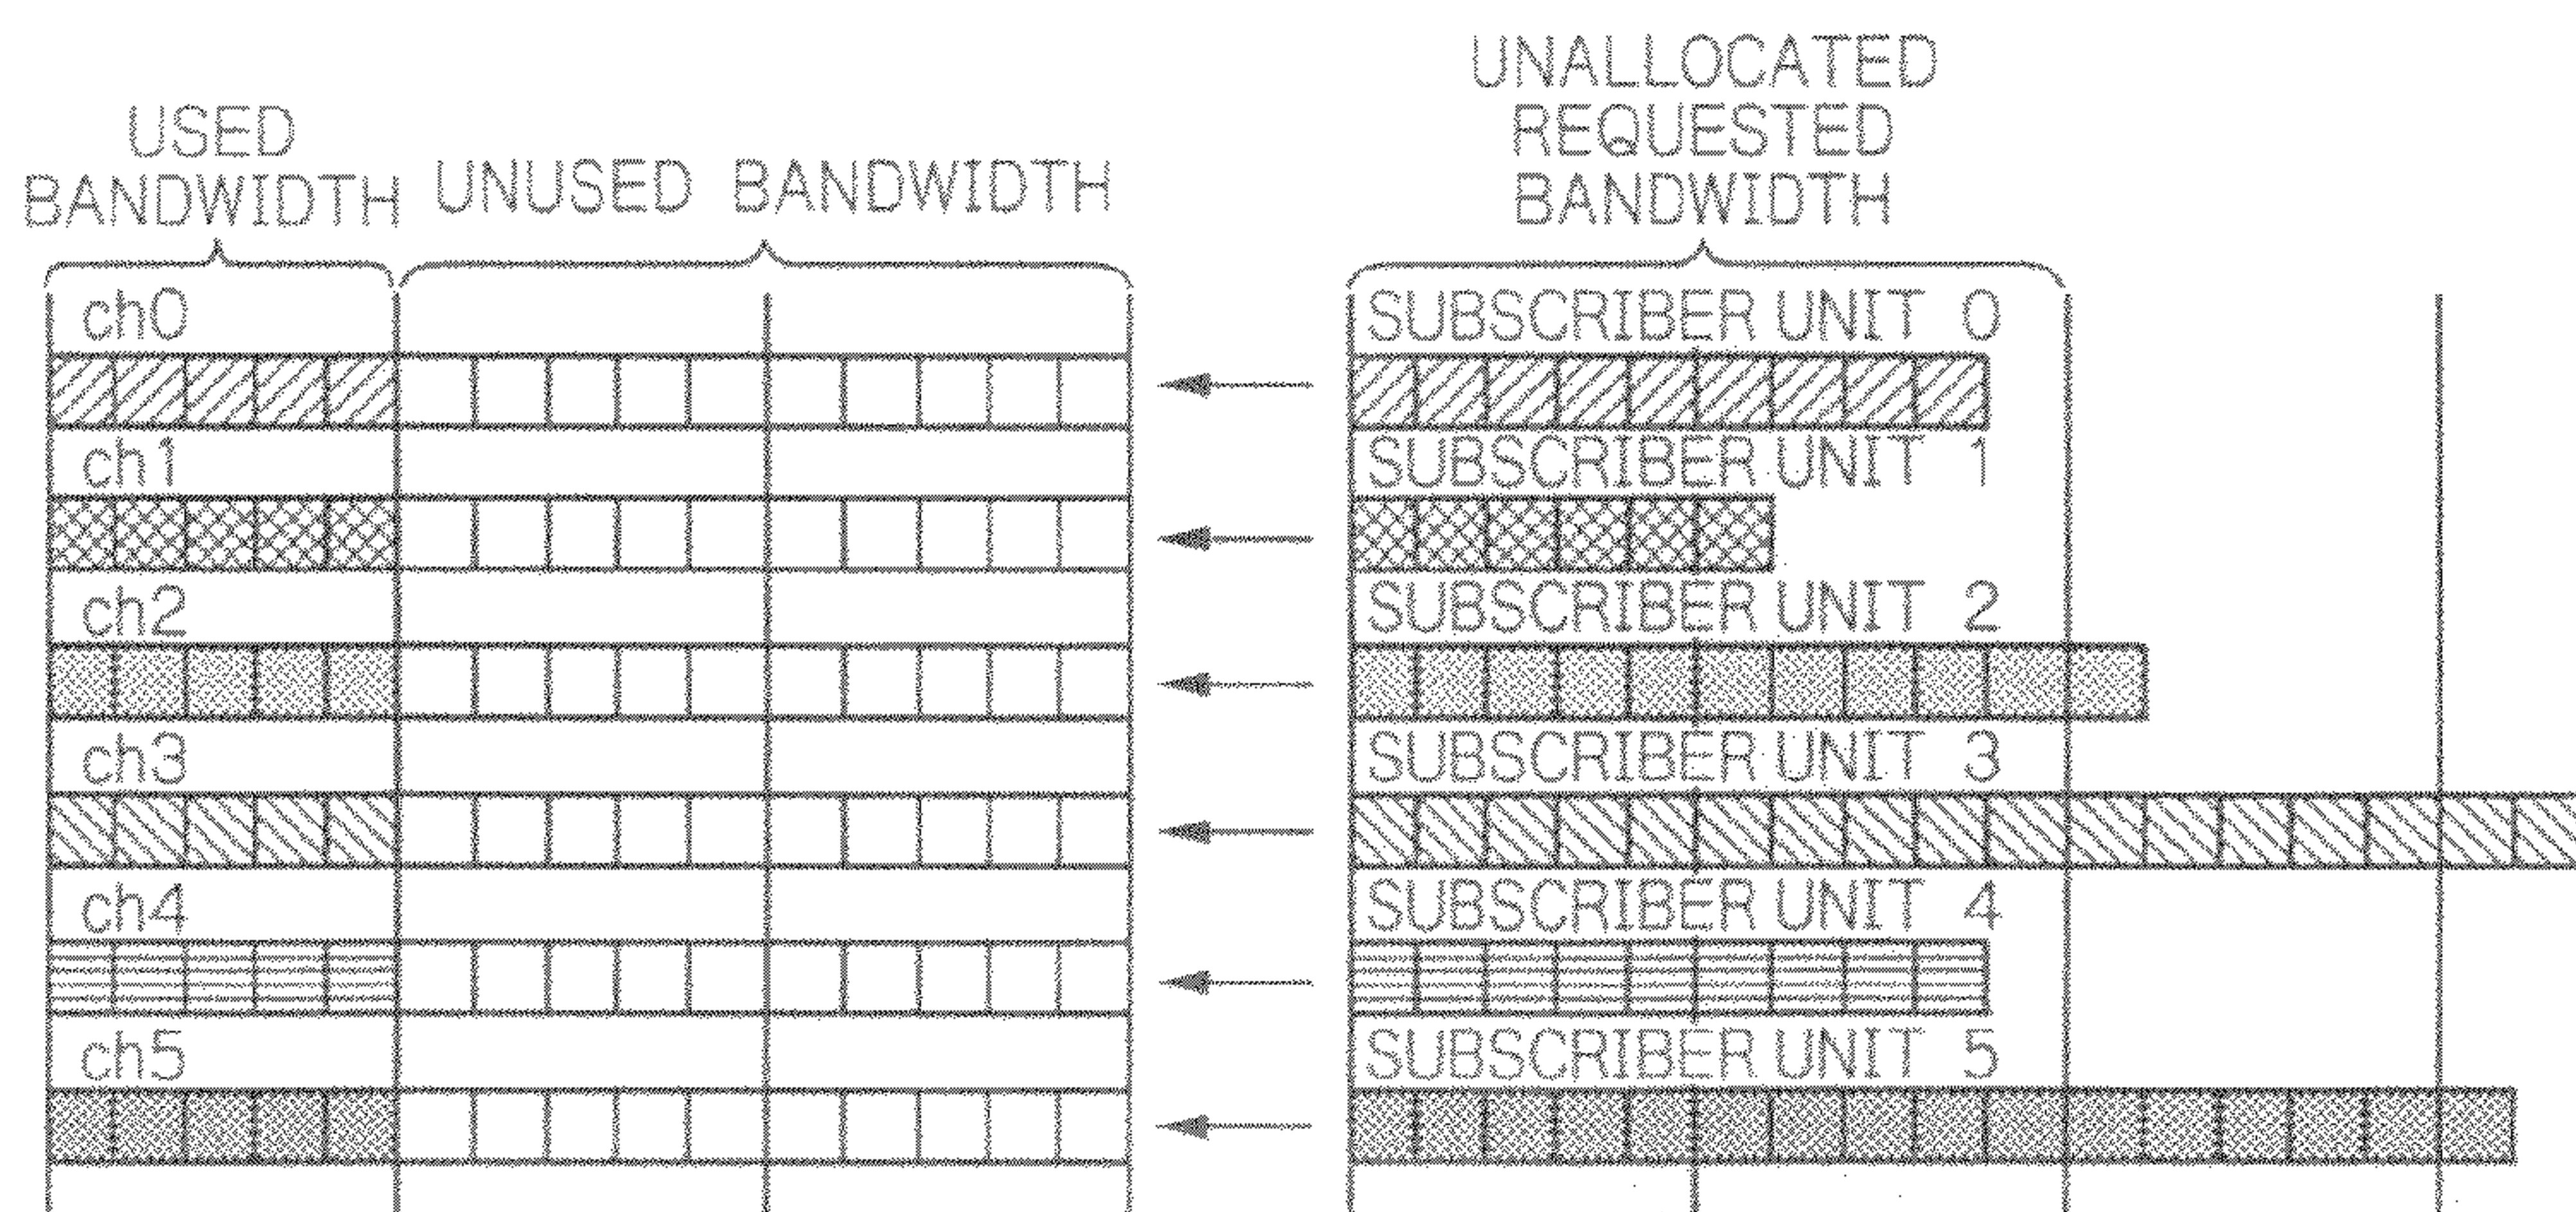 UNALLOCATED
REQUESTED
BANDWIDTH
USED
BANDWIDTH
UNUSED BANDWIDTH
ch0
SUBSCRIBER UNIT 0
ch1
SUBSCRIBER UNIT 1
ch2
SUBSCRIBER UNIT 2
ch3
SUBSCRIBER UNIT 3
ch4
SUBSCRIBER UNIT 4
ch5
SUBSCRIBER UNIT 5